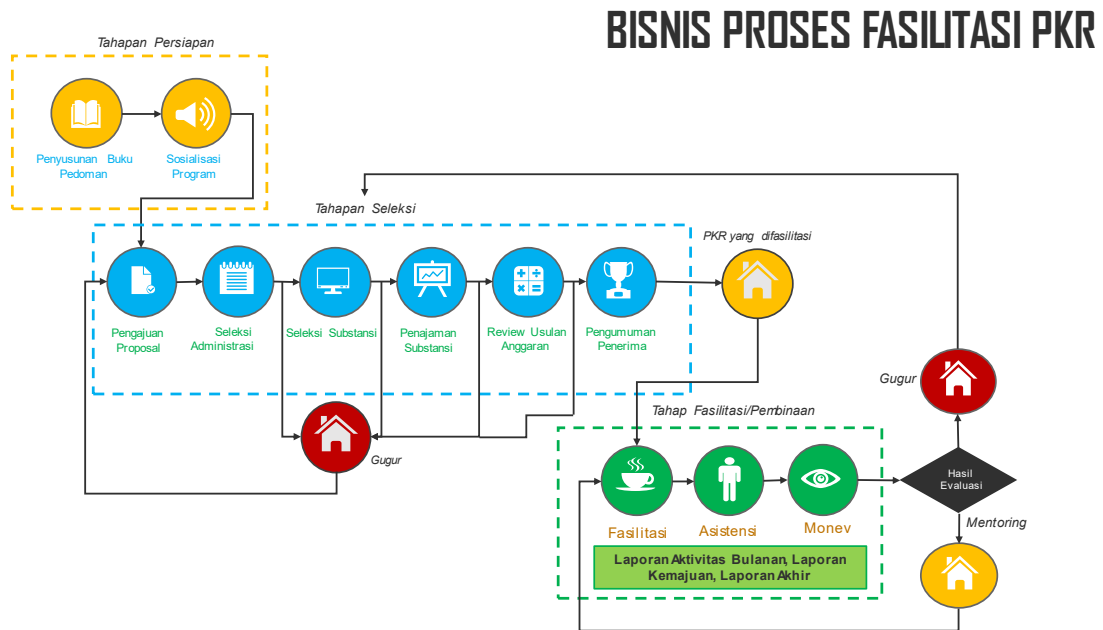 BISNIS PROSES FASILITASI PKR
Tahapan Persiapan
Penyusunan Buku
Pedoman
Sosialisasi
Program
Tahapan Seleksi
PKR yang difasilitasi
Pengajuan
Proposal
Seleksi
Administrasi
Seleksi Substansi
Penajaman
Substansi
Review Usulan
Anggaran
Pengumuman
Penerima
Gugur
Gugur
Tahap Fasilitasi/Pembinaan
Fasilitasi
Asistensi
Monev
Laporan Aktivitas Bulanan, Laporan
Kemajuan, Laporan Akhir
Hasil
Evaluasi
Mentoring